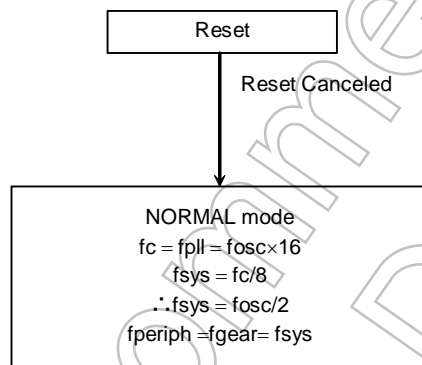 Reset
Reset Canceled
NORMAL mode
fc = fpll = fosc×16
fsys = fc/8
∴fsys = fosc/2
fperiph =fgear= fsys